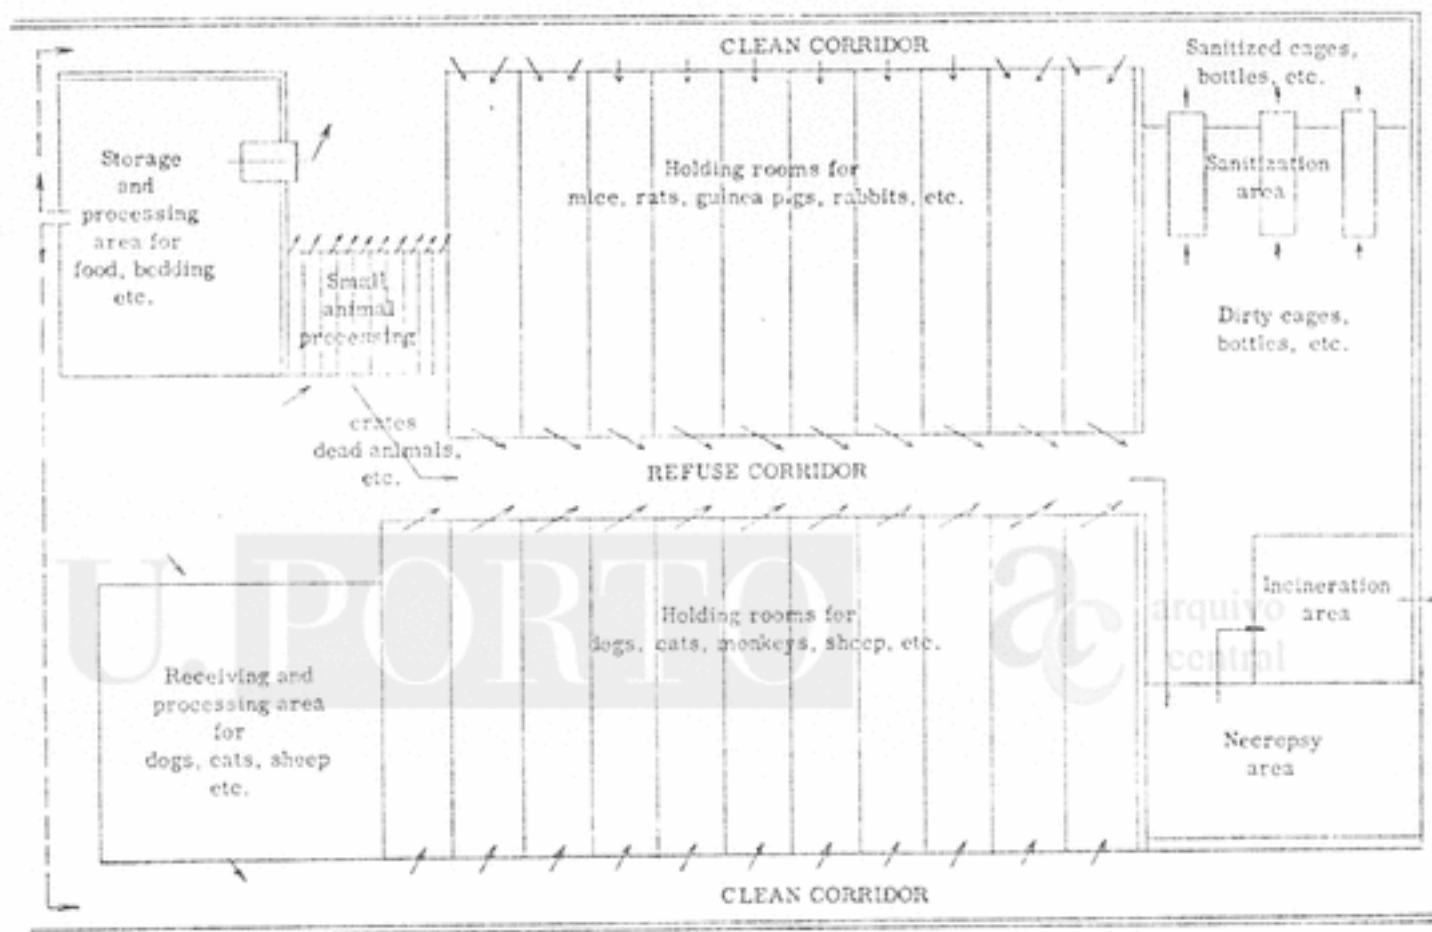 CLEAN CORRIDOR
Sanitized cages,
bottles, etc.
Storage
and
processing
area for
food, bedding
etc.
Holding rooms for
mice, rats, guinea pigs, rabbits, etc.
Sanitization
area
Small
animal
processing
Dirty cages,
bottles, etc.
crates
dead animals,
etc.
REFUSE CORRIDOR
U. PORTO
ac
arquivo
central
Incineration
area
Holding rooms for
dogs, cats, monkeys, sheep, etc.
Receiving and
processing area
for
dogs, cats, sheep
etc.
Necropsy
area
CLEAN CORRIDOR